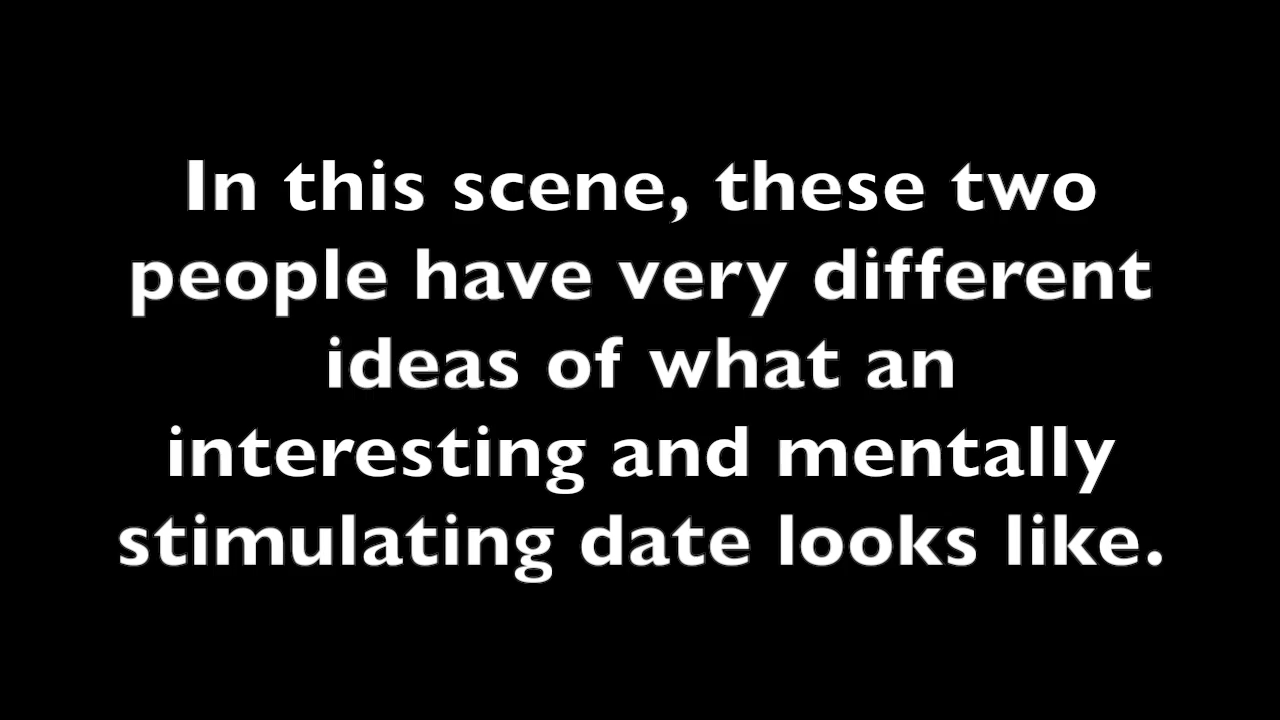 In this scene, these two
people have very different
ideas of what an
interesting and mentally
stimulating date looks like.